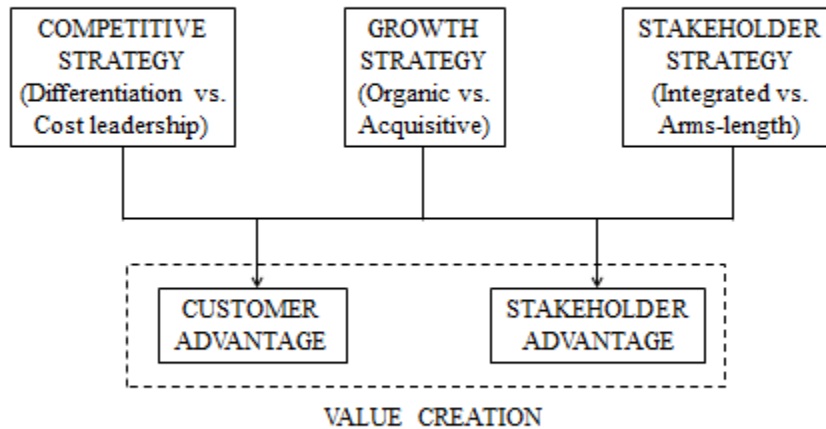 COMPETITIVE
STRATEGY
(Differentiation vs.
Cost leadership)
GROWTH
STRATEGY
(Organic vs.
Acquisitive)
STAKEHOLDER
STRATEGY
(Integrated vs.
Arms-length)
CUSTOMER
ADVANTAGE
STAKEHOLDER
ADVANTAGE
VALUE CREATION